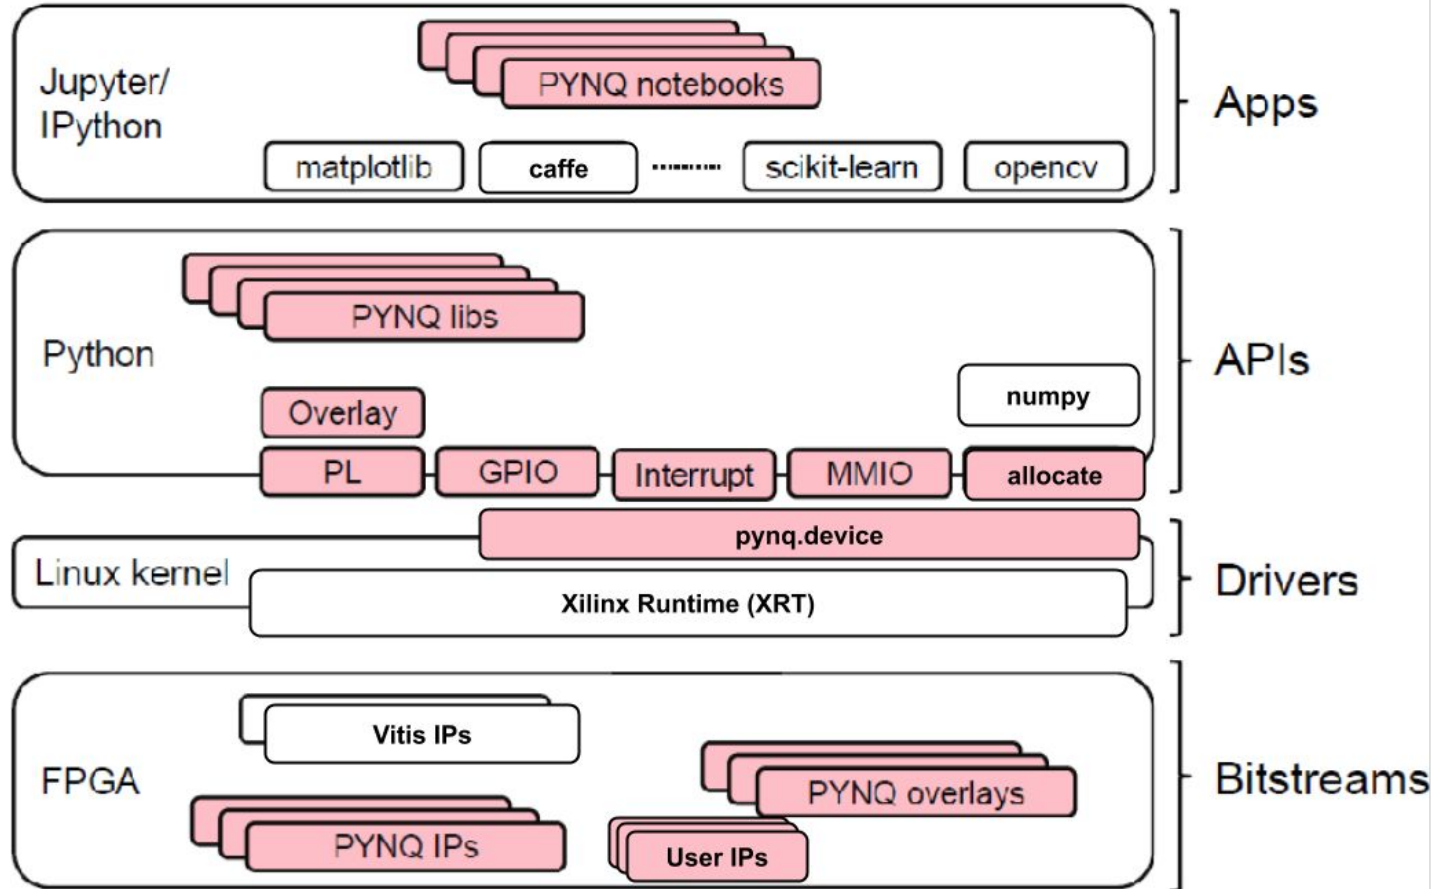 Jupyter/
IPython
PYNQ notebooks
matplotlib
caffe
scikit-learn
opencv
Apps
Python
PYNQ libs
Overlay
numpy
PL
GPIO
Interrupt
MMIO
allocate
APIs
Linux kernel
pynq.device
Xilinx Runtime (XRT)
Drivers
FPGA
Vitis IPs
PYNQ overlays
PYNQ IPs
User IPs
Bitstreams